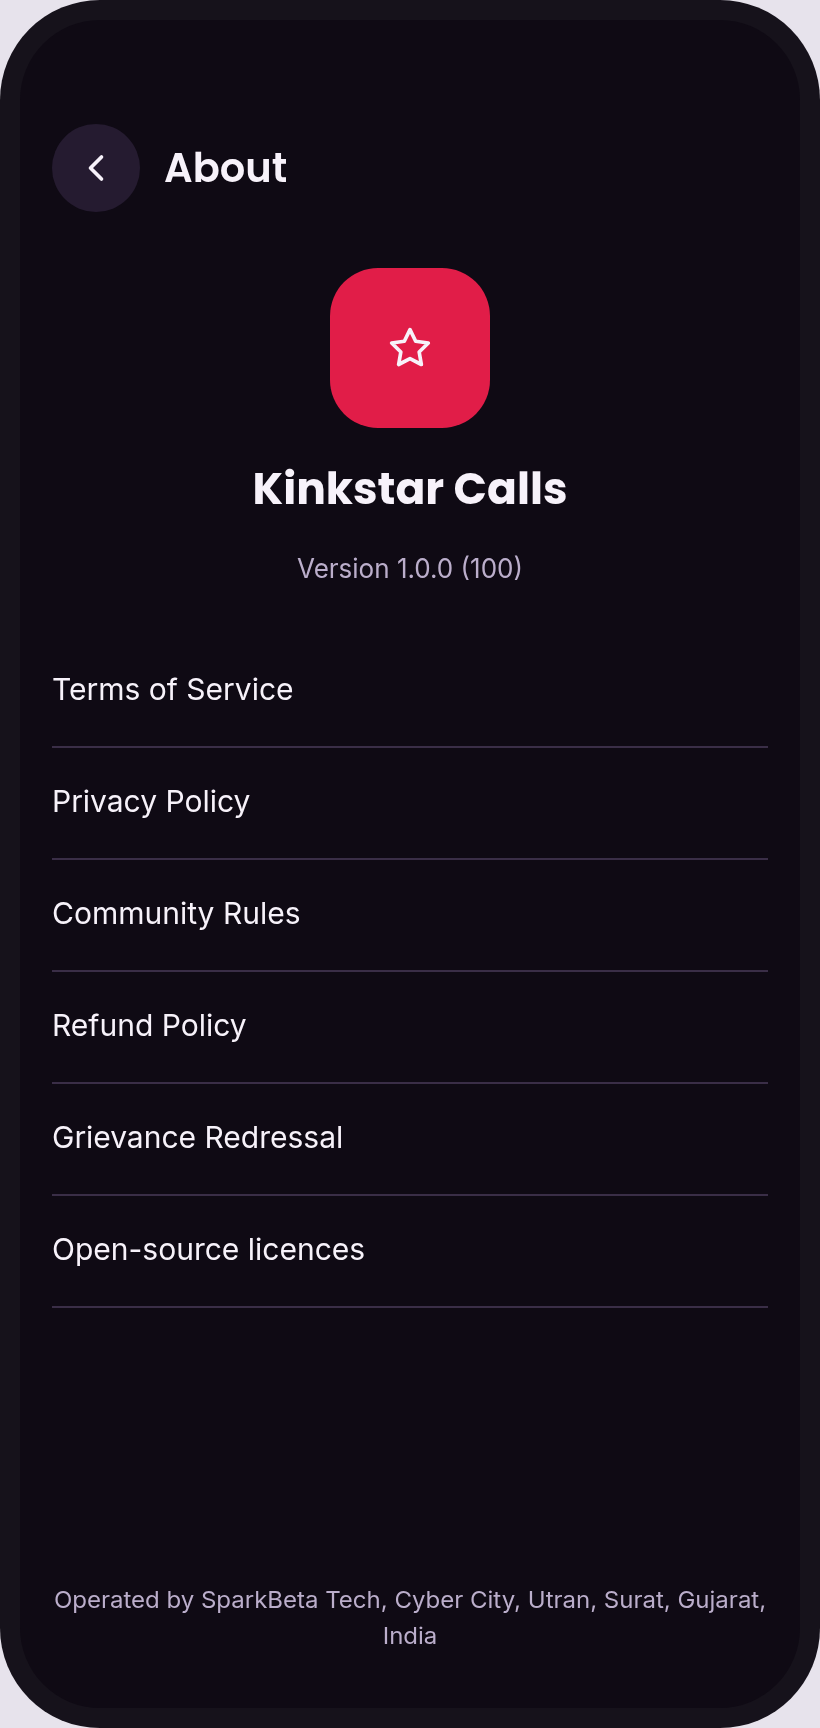 About
Kinkstar Calls
Version 1.0.0 (100)
Terms of Service
Privacy Policy
Community Rules
Refund Policy
Grievance Redressal
Open-source licences
Operated by SparkBeta Tech, Cyber City, Utran, Surat, Gujarat,
India